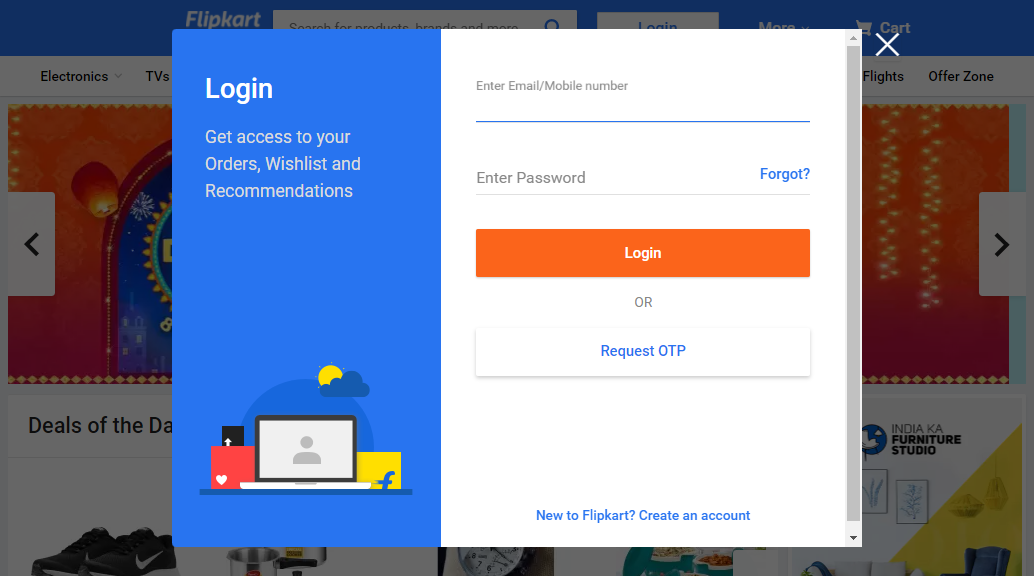 Flipkart
Search for products, brands and more
Login
More
Cart
Electronics
TVs
Flights
Offer Zone
Login
Get access to your
Orders, Wishlist and
Recommendations
Enter Email/Mobile number
Enter Password
Forgot?
Login
OR
Request OTP
New to Flipkart? Create an account
Deals of the Da
INDIA KA
FURNITURE
STUDIO